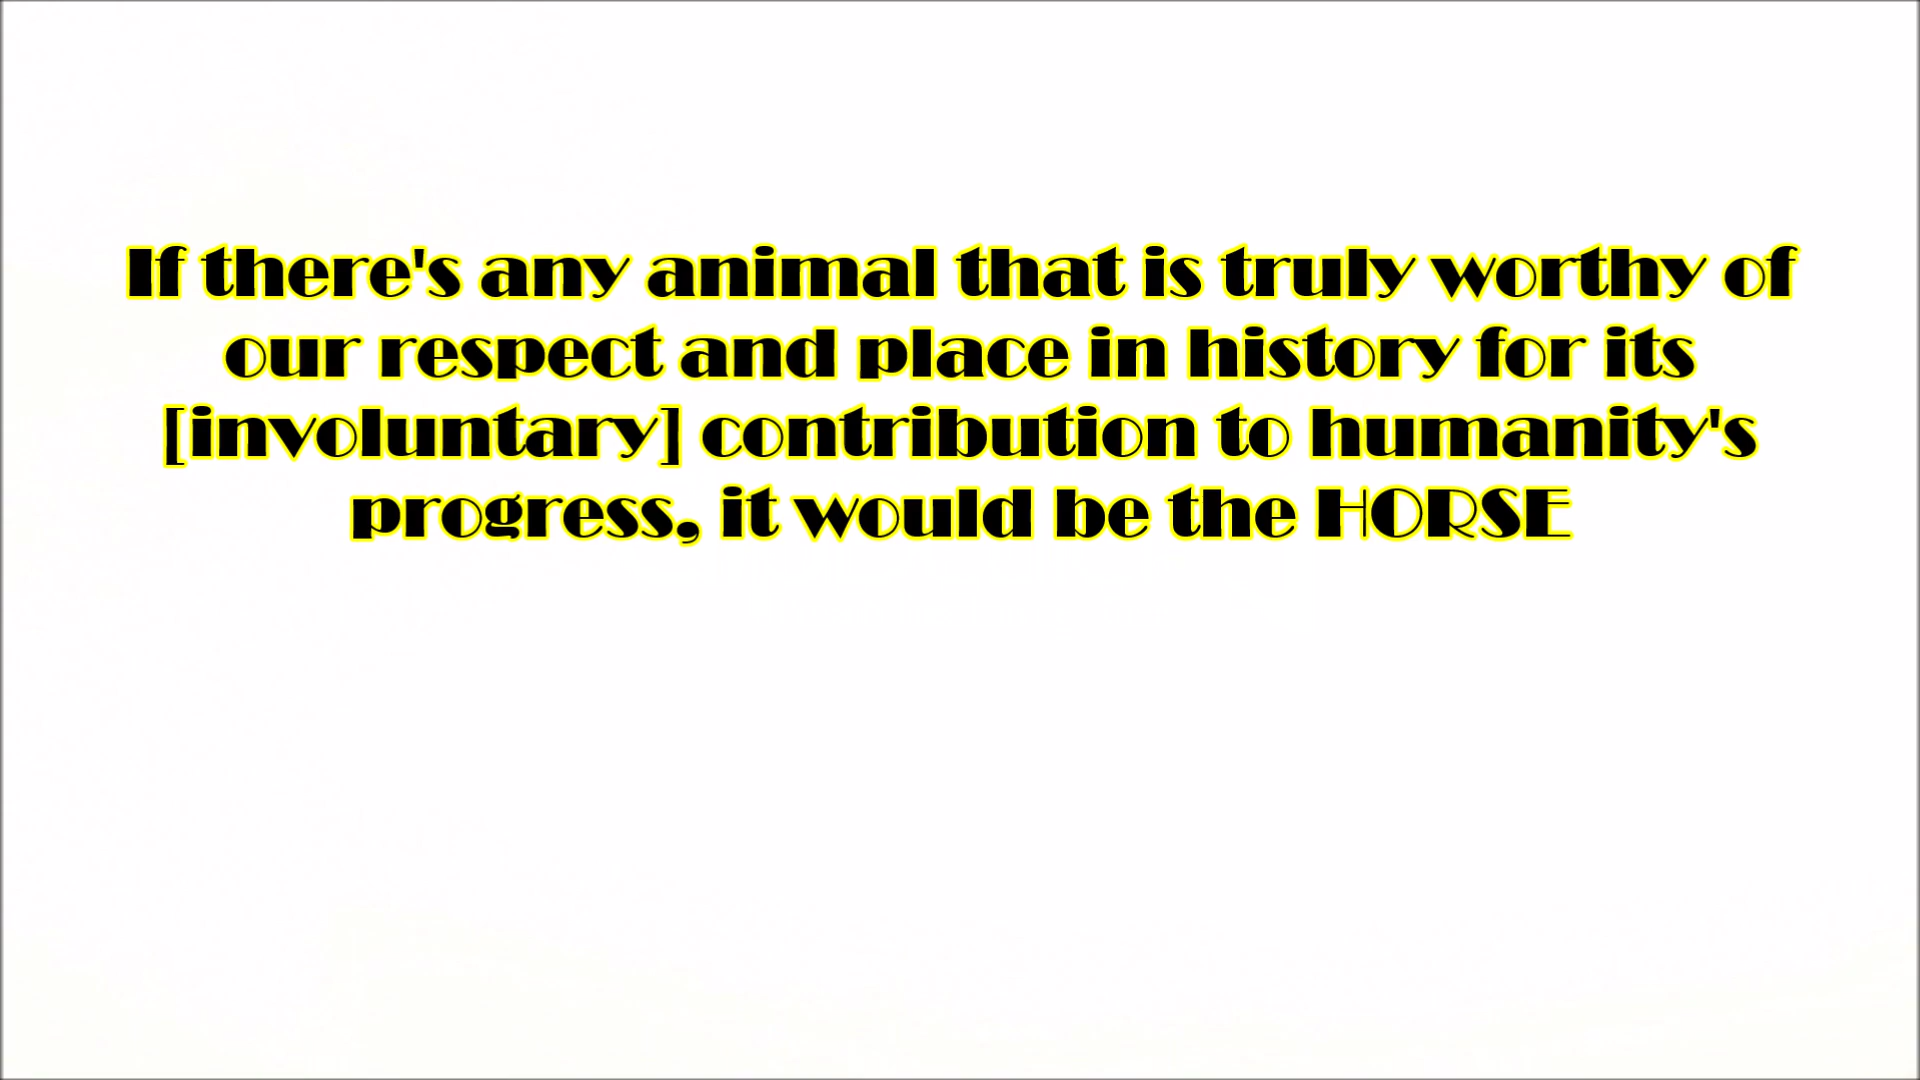 If there's any animal that is truly worthy of
our respect and place in history for its
[involuntary] contribution to humanity's
progress, it would be the HORSE